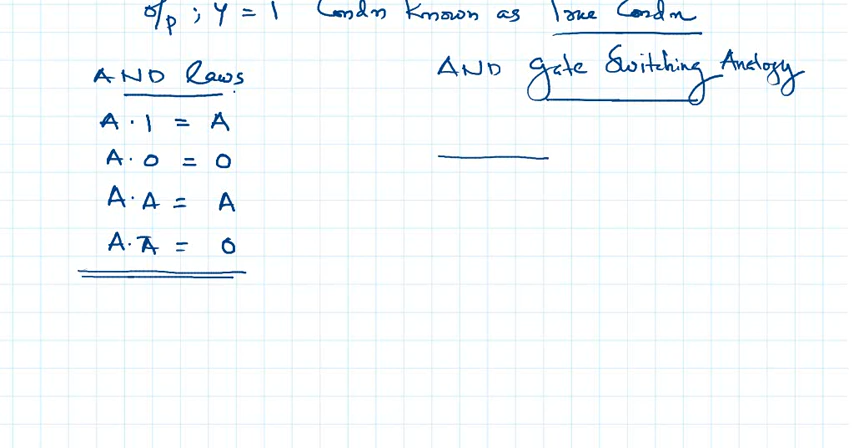 O/p ; Y = 1 Condn Known as True Condn
AND Laws
A · 1 = A
A · 0 = 0
A · A = A
A · A̅ = 0
AND gate Switching Analogy